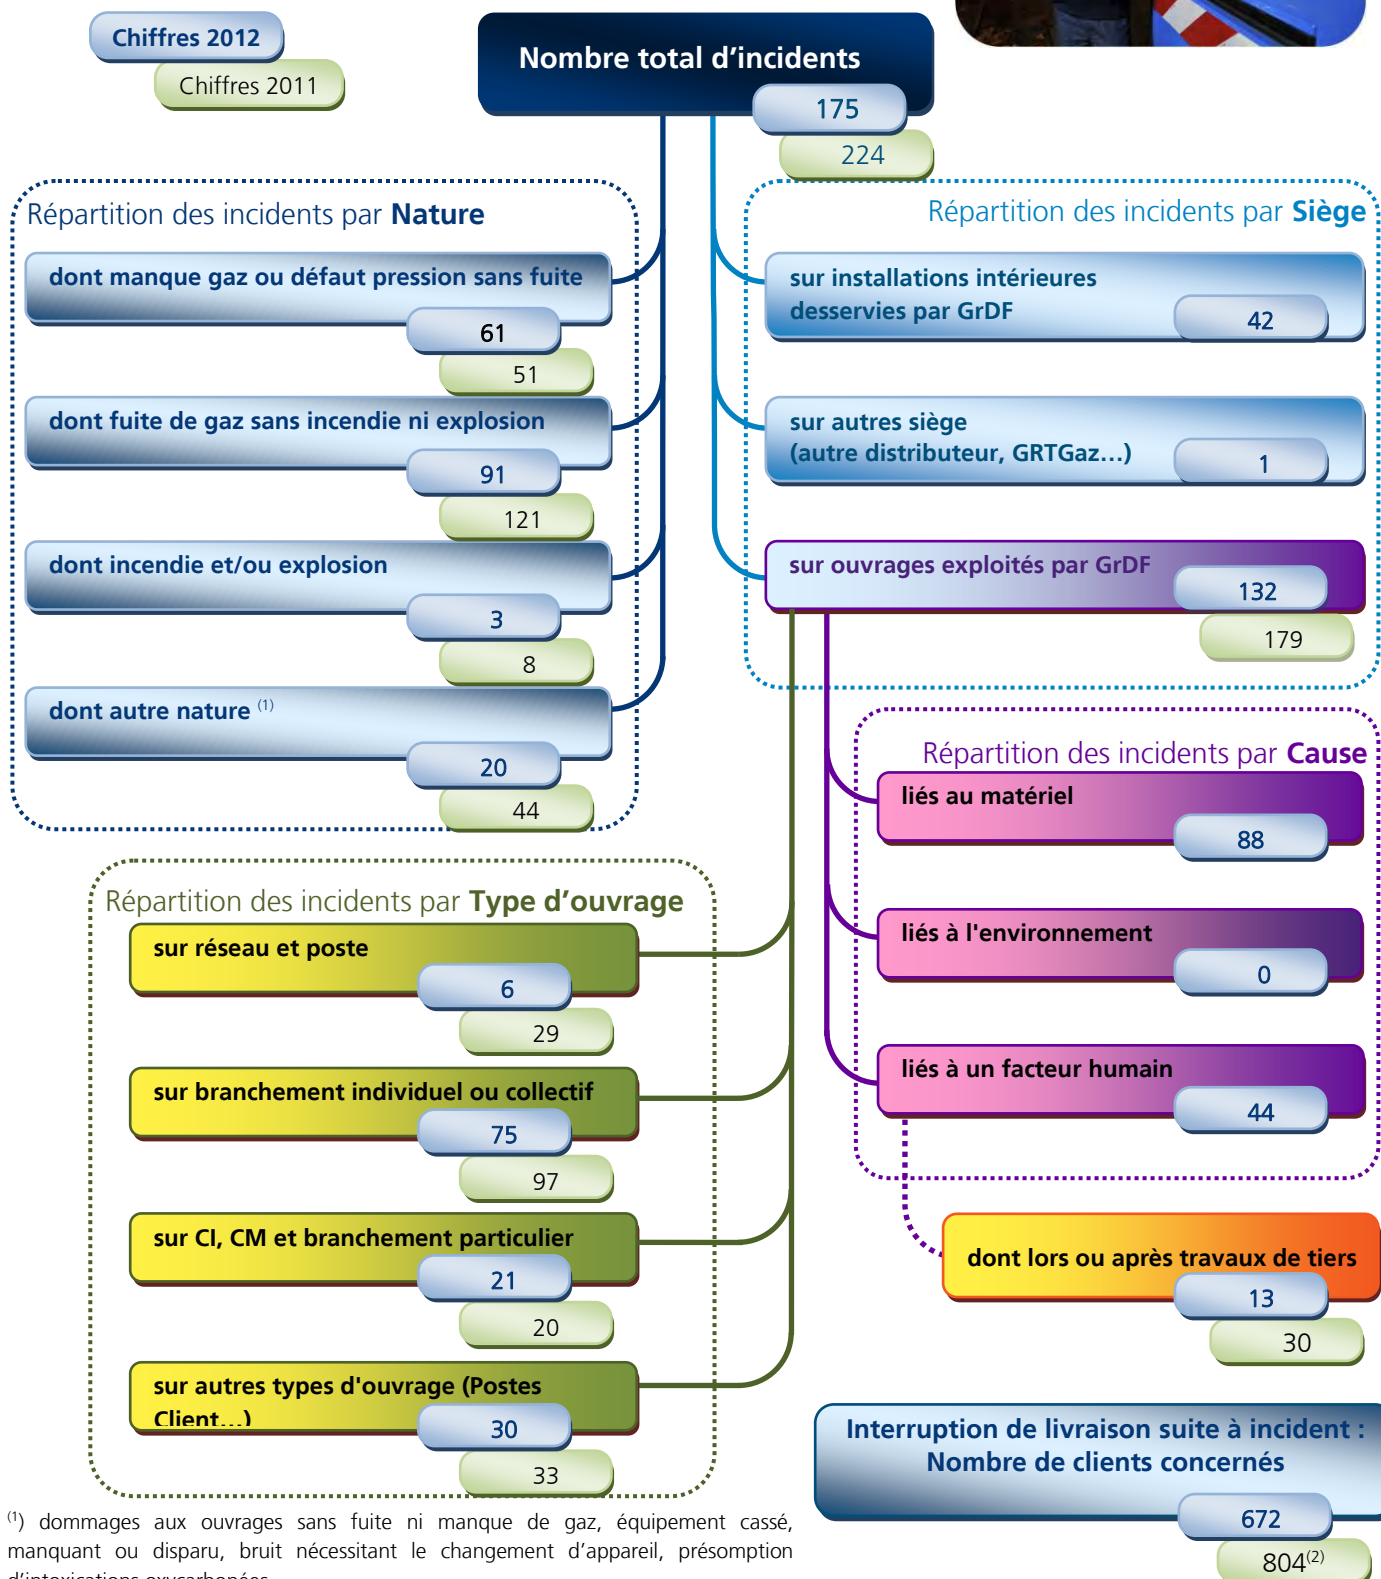 Chiffres 2012
Chiffres 2011
Nombre total d'incidents
175
224
Répartition des incidents par Nature
dont manque gaz ou défaut pression sans fuite
61
51
dont fuite de gaz sans incendie ni explosion
91
121
dont incendie et/ou explosion
3
8
dont autre nature (1)
20
44
Répartition des incidents par Siège
sur installations intérieures
desservies par GrDF
42
sur autres siège
(autre distributeur, GRTGaz...)
1
sur ouvrages exploités par GrDF
132
179
Répartition des incidents par Cause
liés au matériel
88
liés à l'environnement
0
liés à un facteur humain
44
dont lors ou après travaux de tiers
13
30
Répartition des incidents par Type d'ouvrage
sur réseau et poste
6
29
sur branchement individuel ou collectif
75
97
sur CI, CM et branchement particulier
21
20
sur autres types d'ouvrage (Postes
Client...)
30
33
Interruption de livraison suite à incident :
Nombre de clients concernés
672
804(2)
(1) dommages aux ouvrages sans fuite ni manque de gaz, équipement cassé,
manquant ou disparu, bruit nécessitant le changement d'appareil, présomption
d'intoxications oxycarbonées